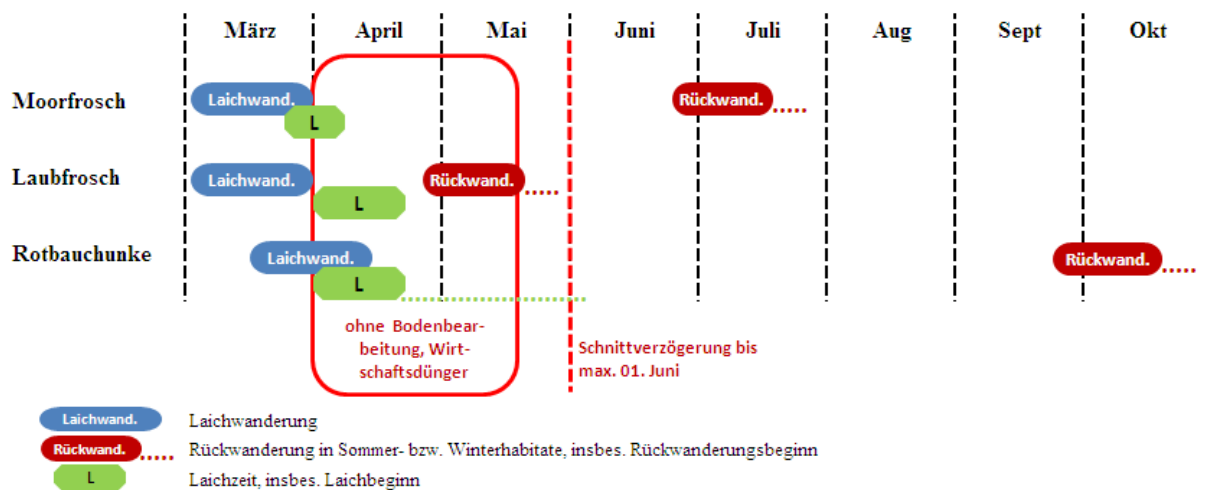 März April Mai Juni Juli Aug Sept Okt
Moorfrosch Laichwand. Rückwand.
L
Laubfrosch Laichwand. Rückwand.
L
Rotbauchunke Laichwand. Rückwand.
L
ohne Bodenbear-
beitung, Wirt-
schaftsdünger
Schnittverzögerung bis
max. 01. Juni
Laichwand. Laichwanderung
Rückwand. Rückwanderung in Sommer- bzw. Winterhabitate, insbes. Rückwanderungsbeginn
L Laichzeit, insbes. Laichbeginn